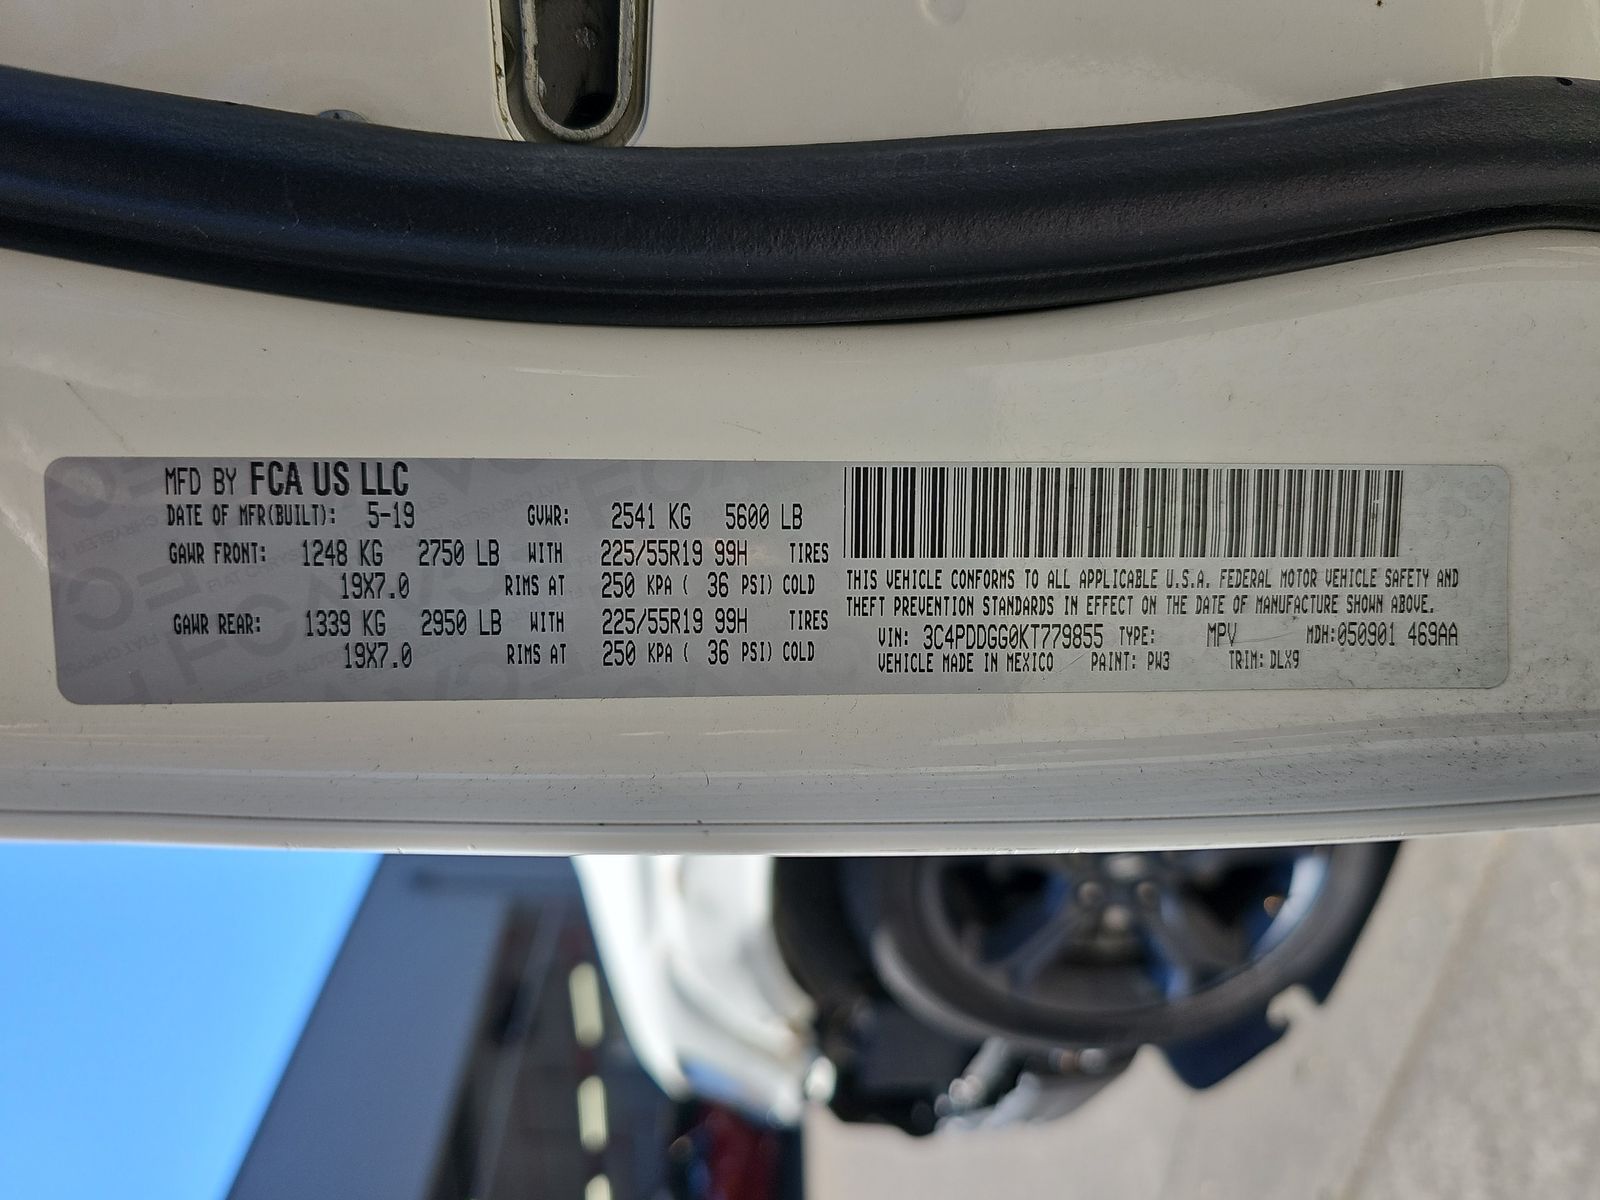 MFD BY FCA US LLC
DATE OF MFR(BUILT): 5-19 GVWR: 2541 KG 5600 LB
GAWR FRONT: 1248 KG 2750 LB WITH 225/55R19 99H TIRES
19X7.0 RIMS AT 250 KPA ( 36 PSI) COLD
GAWR REAR: 1339 KG 2950 LB WITH 225/55R19 99H TIRES
19X7.0 RIMS AT 250 KPA ( 36 PSI) COLD
THIS VEHICLE CONFORMS TO ALL APPLICABLE U.S.A. FEDERAL MOTOR VEHICLE SAFETY AND
THEFT PREVENTION STANDARDS IN EFFECT ON THE DATE OF MANUFACTURE SHOWN ABOVE.
VIN: 3C4PDDGG0KT779855 TYPE: MPV MDH:050901 469AA
VEHICLE MADE IN MEXICO PAINT: PW3 TRIM: DLX9